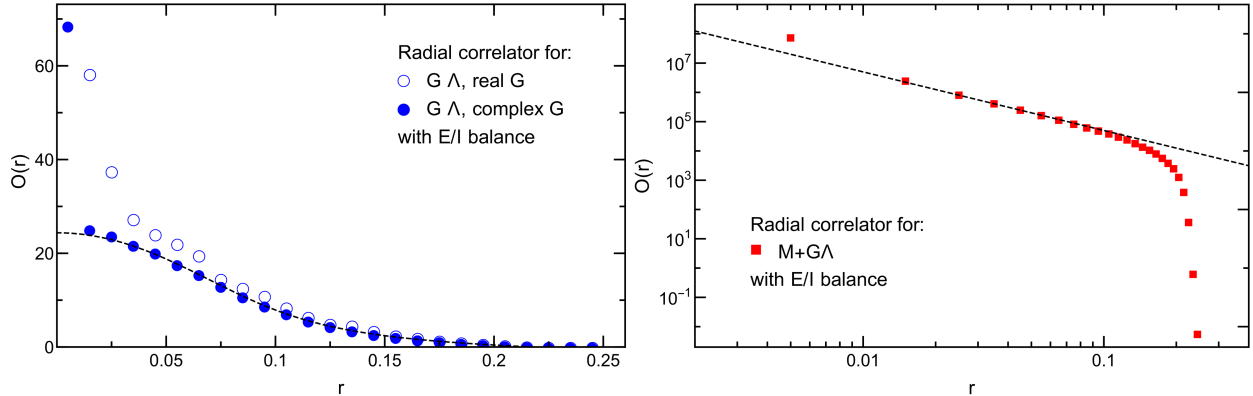 60
40
20
0
O(r)
Radial correlator for:
G Λ, real G
G Λ, complex G
with E/I balance
0.05
0.1
0.15
0.2
0.25
r
10^7
10^5
10^3
10^1
10^-1
O(r)
Radial correlator for:
M+GΛ
with E/I balance
0.01
0.1
r